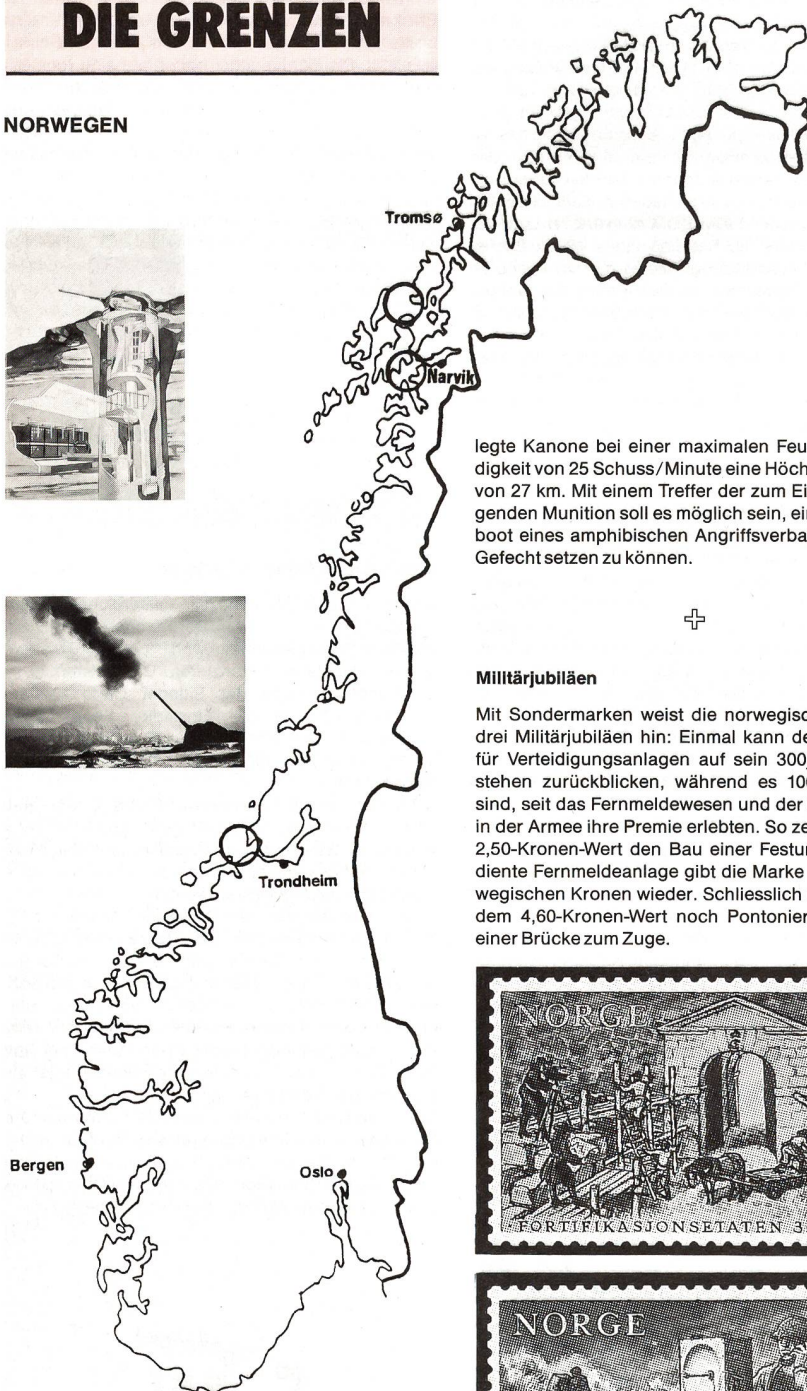 DIE GRENZEN
NORWEGEN
Tromsø
Narvik
Trondheim
Bergen
Oslo
legte Kanone bei einer maximalen Feu
digkeit von 25 Schuss/Minute eine Höch
von 27 km. Mit einem Treffer der zum Ei
genden Munition soll es möglich sein, ein
boot eines amphibischen Angriffsverba
Gefecht setzen zu können.
Militärjubiläen
Mit Sondermarken weist die norwegisc
drei Militärjubiläen hin: Einmal kann de
für Verteidigungsanlagen auf sein 300
stehen zurückblicken, während es 100
sind, seit das Fernmeldewesen und der
in der Armee ihre Premie erlebten. So ze
2,50-Kronen-Wert den Bau einer Festun
diente Fernmeldeanlage gibt die Marke
wegischen Kronen wieder. Schliesslich
dem 4,60-Kronen-Wert noch Pontonier
einer Brücke zum Zuge.
NORGE
FORTIFIKASJONSETATEN 3
NORGE